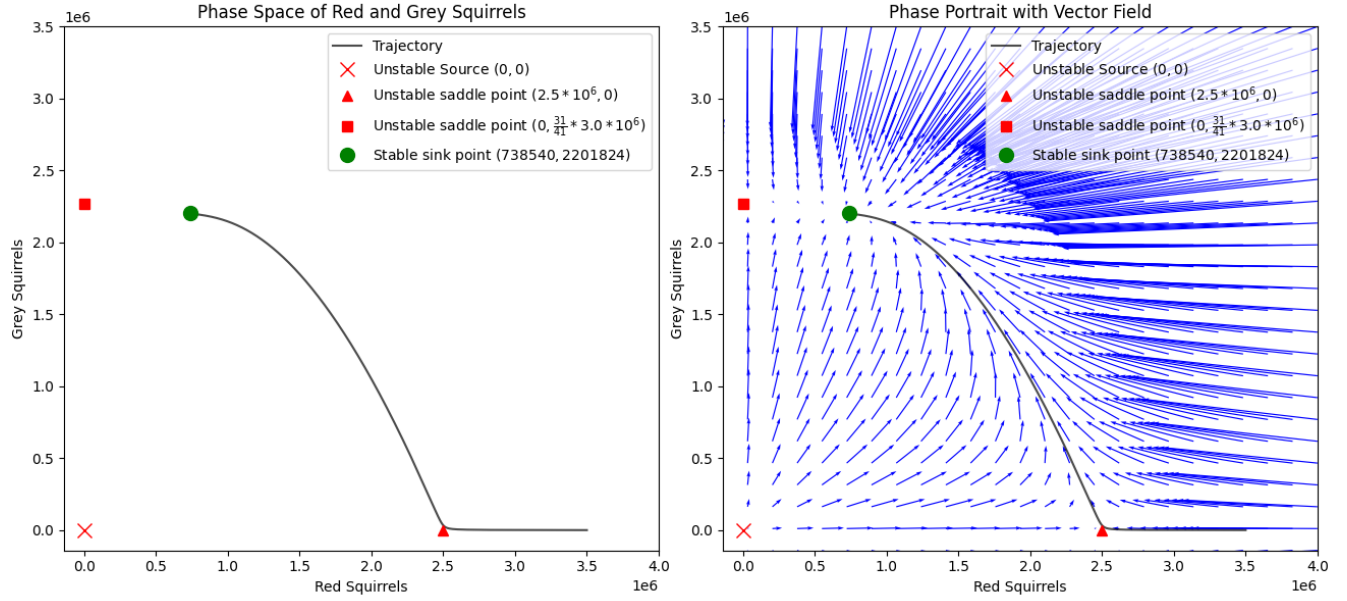 Phase Space of Red and Grey Squirrels
1e6
3.5
3.0
2.5
2.0
1.5
1.0
0.5
0.0
Grey Squirrels
Trajectory
Unstable Source (0, 0)
Unstable saddle point (2.5 * 10⁶, 0)
Unstable saddle point (0, 31/41 * 3.0 * 10⁶)
Stable sink point (738540, 2201824)
0.0 0.5 1.0 1.5 2.0 2.5 3.0 3.5 4.0
Red Squirrels
1e6
Phase Portrait with Vector Field
1e6
3.5
3.0
2.5
2.0
1.5
1.0
0.5
0.0
Grey Squirrels
Trajectory
Unstable Source (0, 0)
Unstable saddle point (2.5 * 10⁶, 0)
Unstable saddle point (0, 31/41 * 3.0 * 10⁶)
Stable sink point (738540, 2201824)
0.0 0.5 1.0 1.5 2.0 2.5 3.0 3.5 4.0
Red Squirrels
1e6